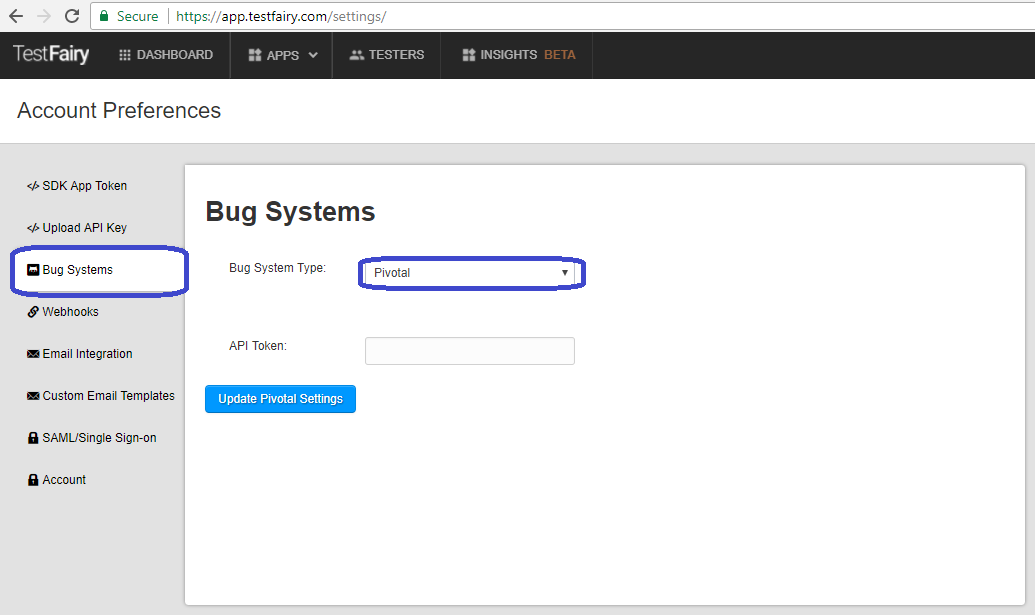 Secure https://app.testfairy.com/settings/
TestFairy DASHBOARD APPS TESTERS INSIGHTS BETA
Account Preferences
SDK App Token
Upload API Key
Bug Systems
Webhooks
Email Integration
Custom Email Templates
SAML/Single Sign-on
Account
Bug Systems
Bug System Type: Pivotal
API Token:
Update Pivotal Settings